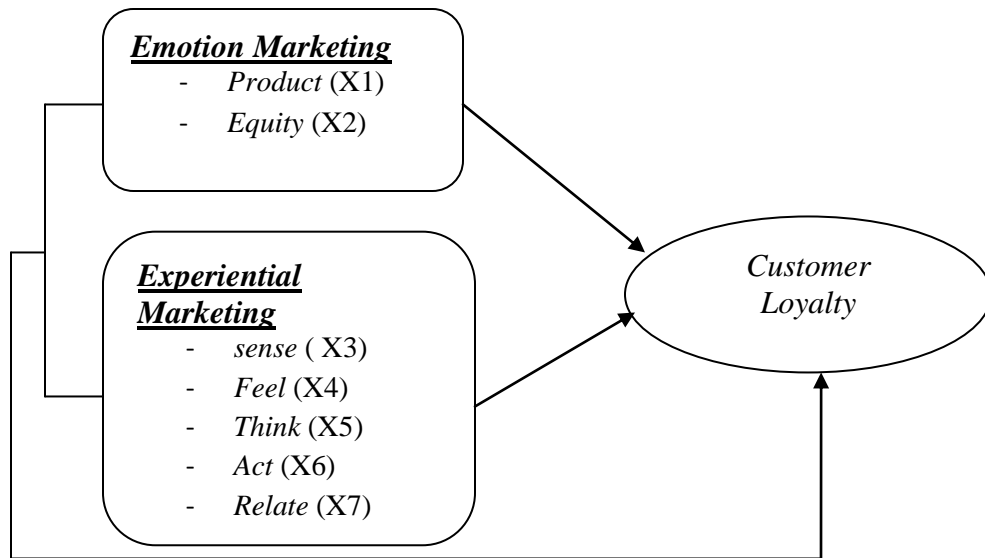 Emotion Marketing
- Product (X1)
- Equity (X2)
Experiential
Marketing
- sense ( X3)
- Feel (X4)
- Think (X5)
- Act (X6)
- Relate (X7)
Customer
Loyalty